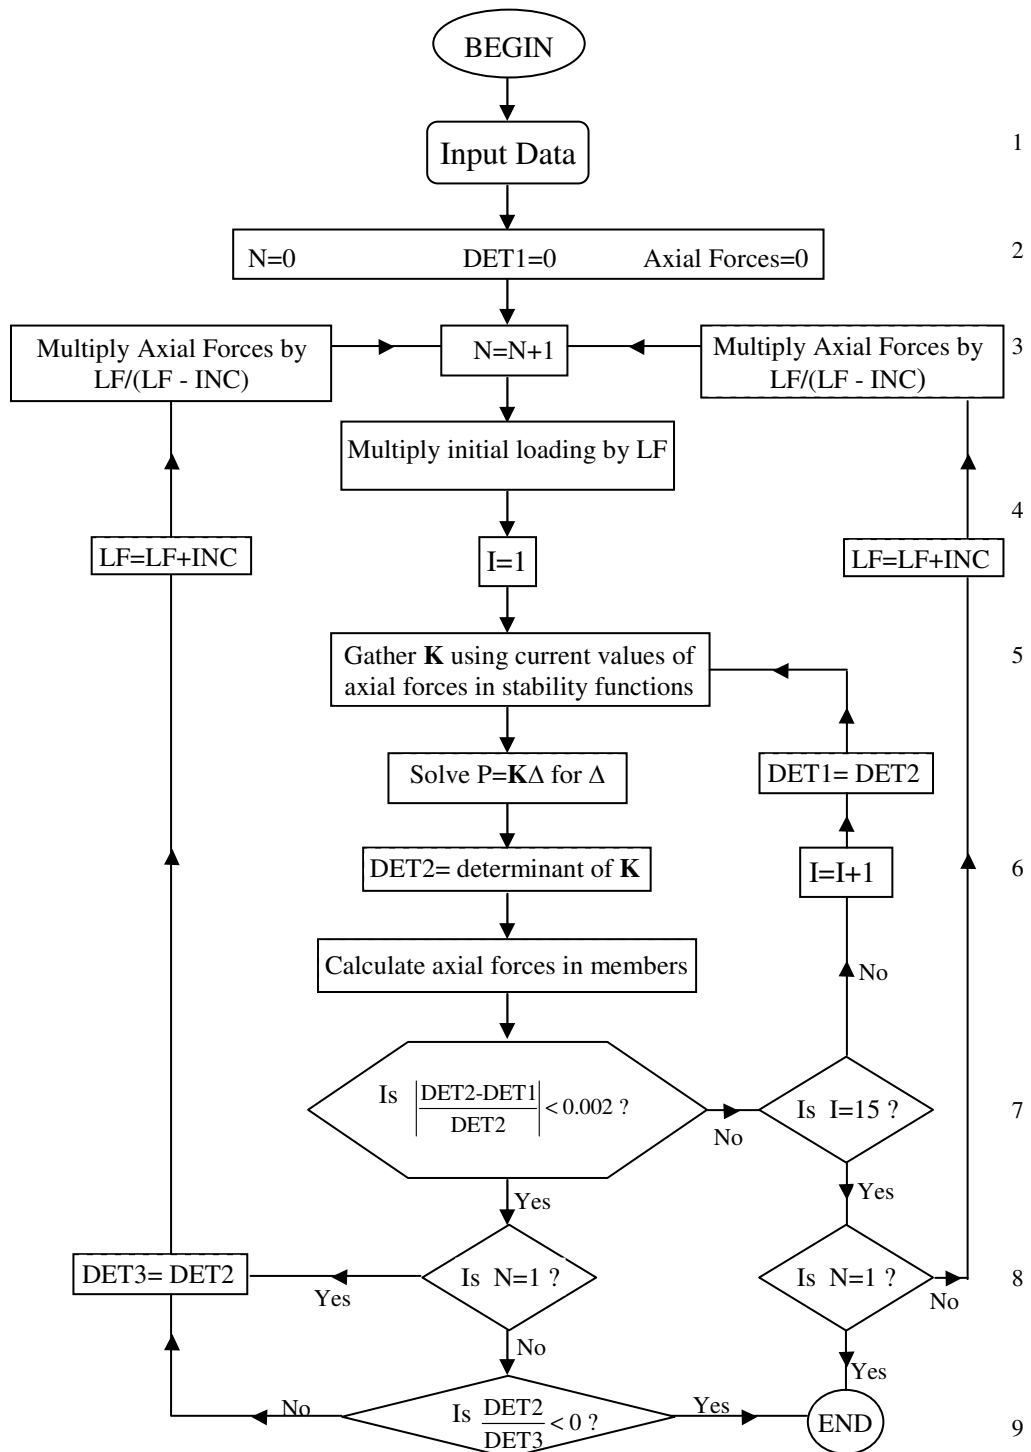 BEGIN
Input Data
1
N=0 DET1=0 Axial Forces=0
2
Multiply Axial Forces by
LF/(LF - INC)
N=N+1
Multiply Axial Forces by
LF/(LF - INC)
3
Multiply initial loading by LF
4
LF=LF+INC
I=1
LF=LF+INC
Gather K using current values of
axial forces in stability functions
5
Solve P=KΔ for Δ
DET1= DET2
DET2= determinant of K
I=I+1
6
Calculate axial forces in members
No
Is |DET2-DET1/DET2| < 0.002 ?
No
Is I=15 ?
7
Yes
Yes
DET3= DET2
Yes
Is N=1 ?
Is N=1 ?
No
8
No
Yes
No
Is DET2/DET3 < 0 ?
Yes
END
9